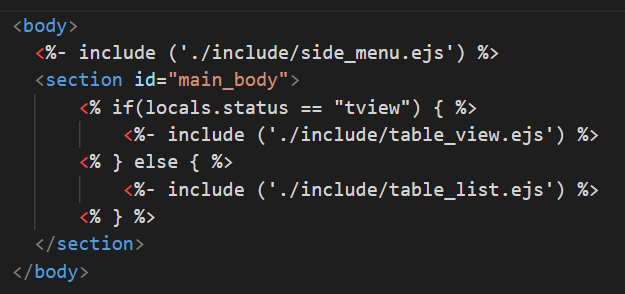 <body>
<%- include ('./include/side_menu.ejs') %>
<section id="main_body">
<% if(locals.status == "tview") { %>
<%- include ('./include/table_view.ejs') %>
<% } else { %>
<%- include ('./include/table_list.ejs') %>
<% } %>
</section>
</body>